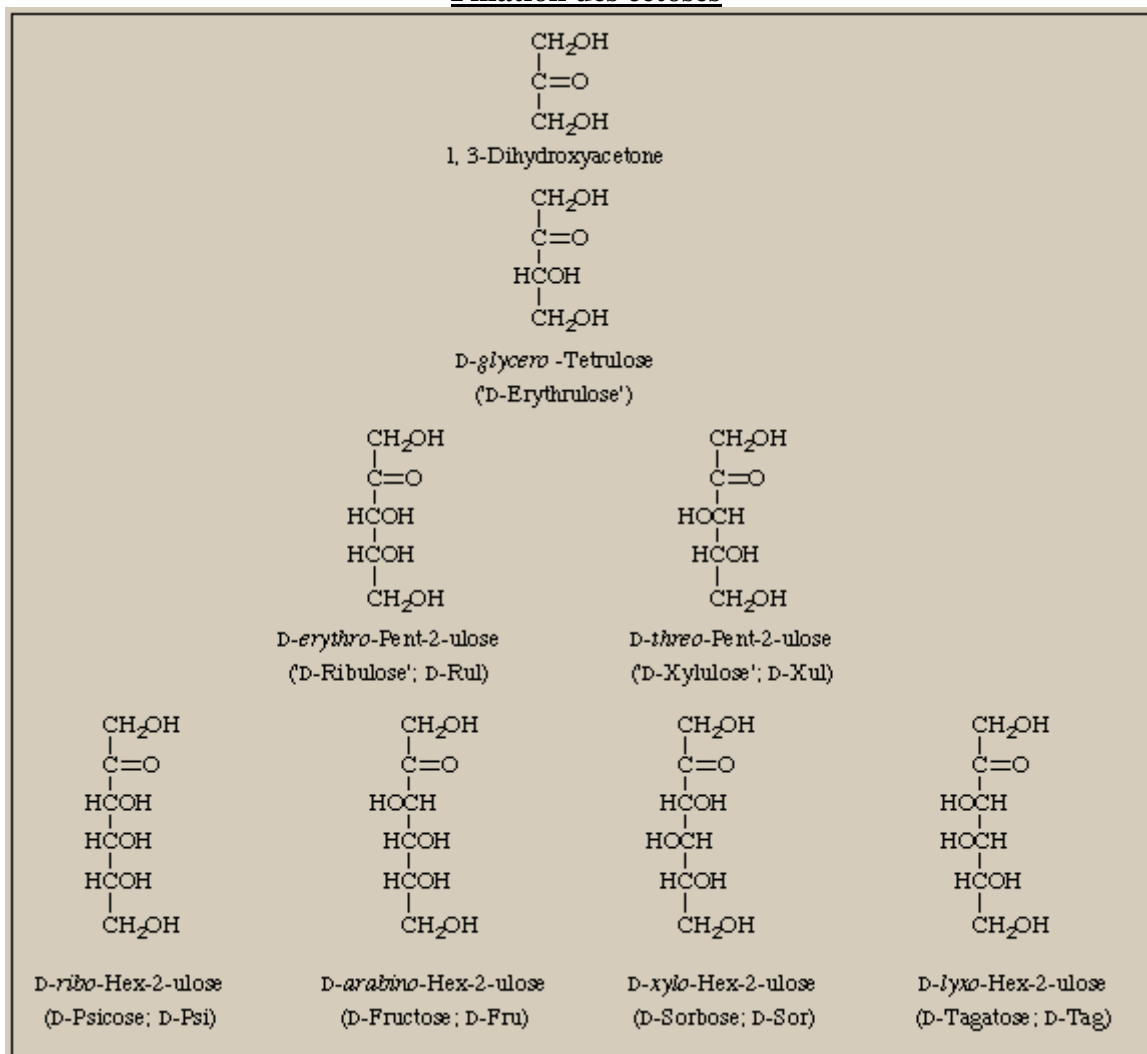 Filiation des cétoses
CH₂OH
C=O
CH₂OH
1, 3-Dihydroxyacetone
CH₂OH
C=O
HCOH
CH₂OH
D-glycero -Tetrulose
('D-Erythrulose')
CH₂OH CH₂OH
C=O C=O
HCOH HOCH
HCOH HCOH
CH₂OH CH₂OH
D-erythro-Pent-2-ulose D-threo-Pent-2-ulose
('D-Ribulose'; D-Rul) ('D-Xylulose'; D-Xul)
CH₂OH CH₂OH CH₂OH CH₂OH
C=O C=O C=O C=O
HCOH HOCH HCOH HOCH
HCOH HCOH HOCH HOCH
HCOH HCOH HCOH HCOH
CH₂OH CH₂OH CH₂OH CH₂OH
D-ribo-Hex-2-ulose D-arabino-Hex-2-ulose D-xylo-Hex-2-ulose D-lyxo-Hex-2-ulose
(D-Psicose; D-Psi) (D-Fructose; D-Fru) (D-Sorbose; D-Sor) (D-Tagatose; D-Tag)